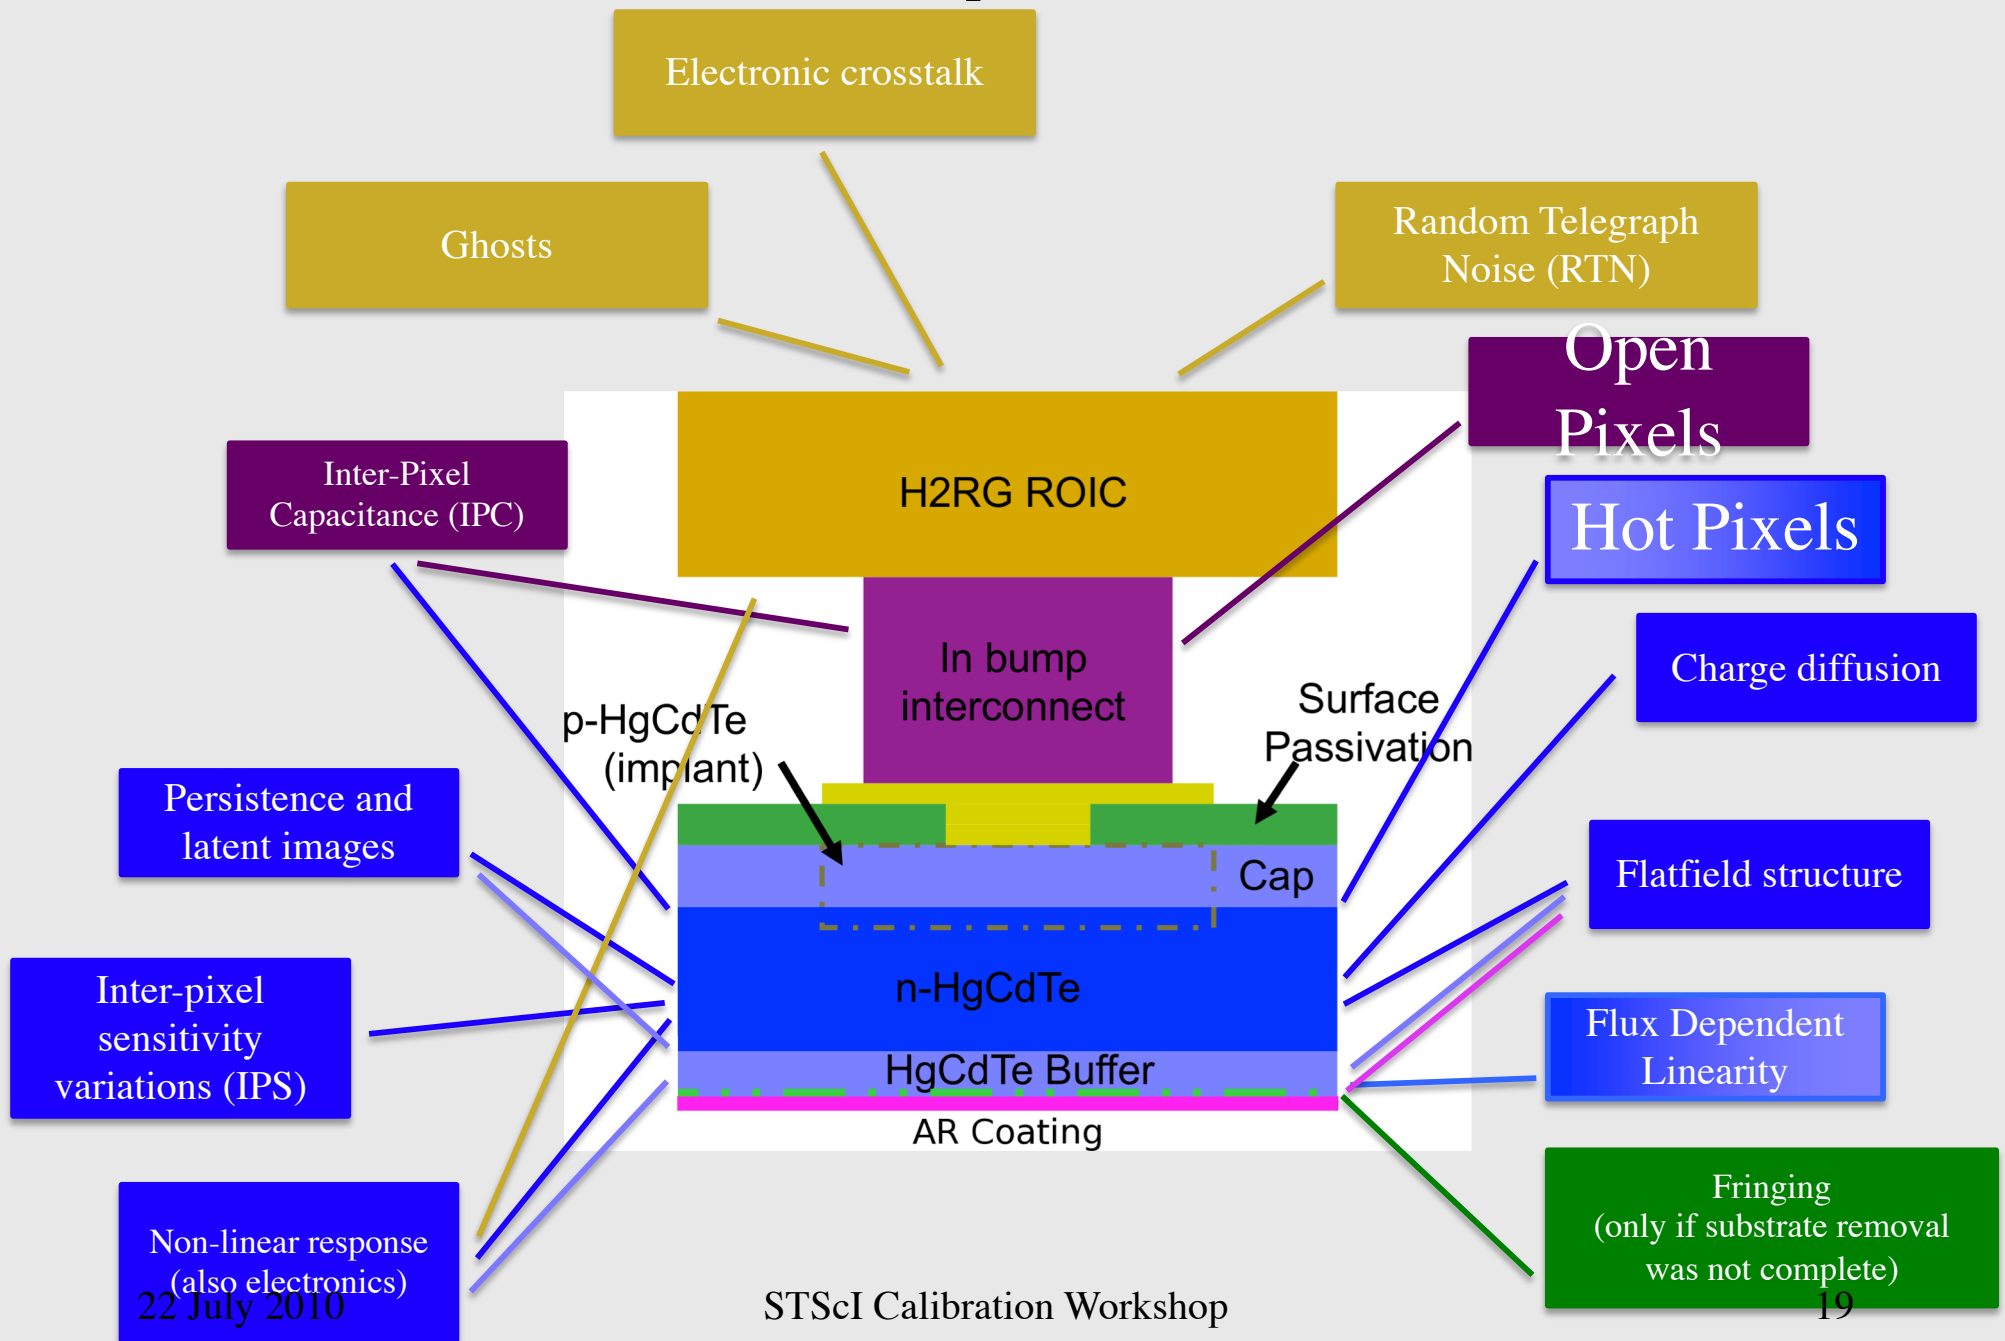 Electronic crosstalk
Ghosts
Random Telegraph
Noise (RTN)
Open
Pixels
Inter-Pixel
Capacitance (IPC)
H2RG ROIC
Hot Pixels
In bump
interconnect
Charge diffusion
p-HgCdTe
(implant)
Surface
Passivation
Persistence and
latent images
Cap
Flatfield structure
n-HgCdTe
Inter-pixel
sensitivity
variations (IPS)
Flux Dependent
Linearity
HgCdTe Buffer
AR Coating
Non-linear response
(also electronics)
Fringing
(only if substrate removal
was not complete)
22 July 2010
STScI Calibration Workshop
19